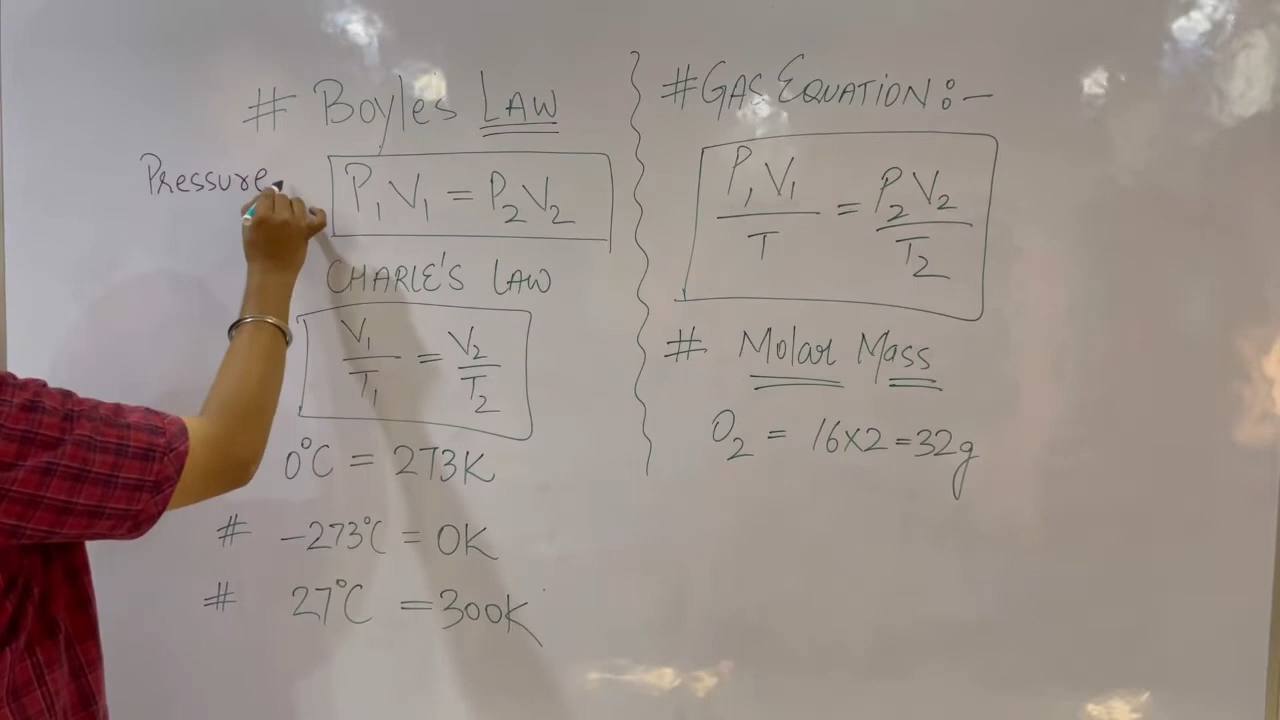 # Boyles LAW
Pressure
P₁V₁ = P₂V₂
CHARLE'S LAW
V₁/T₁ = V₂/T₂
0°C = 273K
# -273°C = 0K
# 27°C = 300K
# GAS EQUATION:-
P₁V₁/T = P₂V₂/T₂
# Molar Mass
O₂ = 16×2=32g